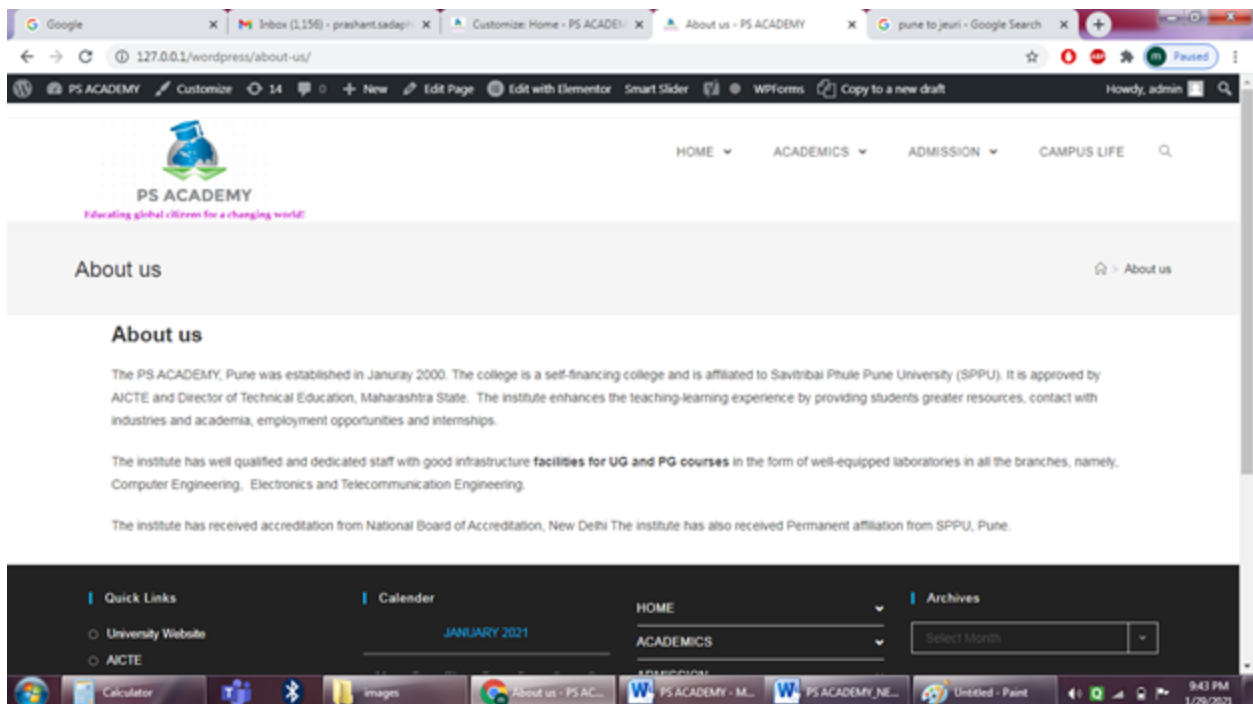 Google
Inbox (1,156) - prashant.sadaph
Customize: Home - PS ACADEM
About us - PS ACADEMY
pune to jeuri - Google Search
127.0.0.1/wordpress/about-us/
ABP
m Paused
PS ACADEMY Customize 14 0 New Edit Page Edit with Elementor Smart Slider WPForms Copy to a new draft Howdy, admin
HOME ACADEMICS ADMISSION CAMPUS LIFE
PS ACADEMY
Educating global citizens for a changing world!
About us
> About us
About us
The PS ACADEMY, Pune was established in Januray 2000. The college is a self-financing college and is affiliated to Savitribai Phule Pune University (SPPU). It is approved by
AICTE and Director of Technical Education, Maharashtra State. The institute enhances the teaching-learning experience by providing students greater resources, contact with
industries and academia, employment opportunities and internships.
The institute has well qualified and dedicated staff with good infrastructure facilities for UG and PG courses in the form of well-equipped laboratories in all the branches, namely,
Computer Engineering, Electronics and Telecommunication Engineering.
The institute has received accreditation from National Board of Accreditation, New Delhi The institute has also received Permanent affiliation from SPPU, Pune.
Quick Links
University Website
AICTE
Calender
JANUARY 2021
HOME
ACADEMICS
ADMISSION
Archives
Select Month
Calculator
images
About us - PS AC...
PS ACADEMY - M...
PS ACADEMY_NE...
Untitled - Paint
9:43 PM
1/29/2021